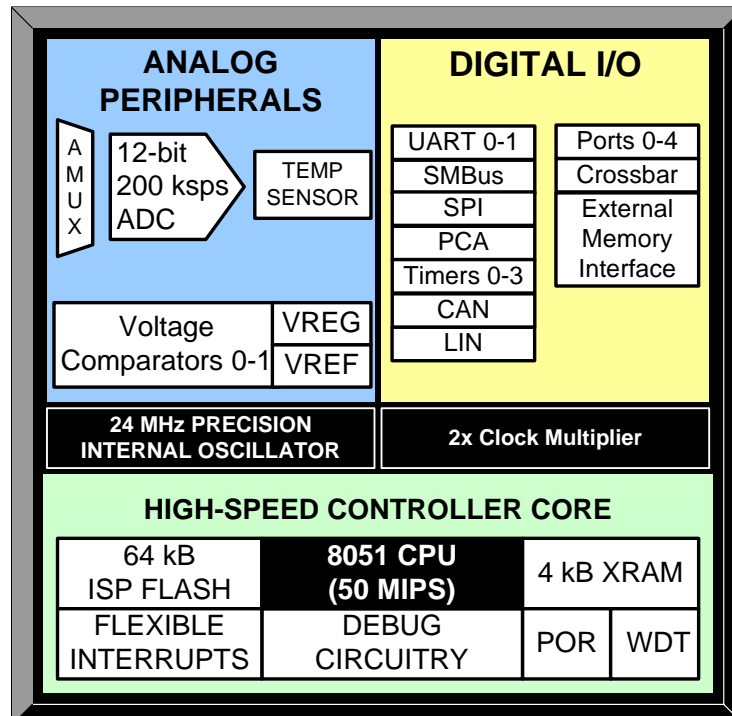 ANALOG
PERIPHERALS
A
M
U
X
12-bit
200 ksps
ADC
TEMP
SENSOR
Voltage
Comparators 0-1
VREG
VREF
DIGITAL I/O
UART 0-1
SMBus
SPI
PCA
Timers 0-3
CAN
LIN
Ports 0-4
Crossbar
External
Memory
Interface
24 MHz PRECISION
INTERNAL OSCILLATOR
2x Clock Multiplier
HIGH-SPEED CONTROLLER CORE
64 kB
ISP FLASH
8051 CPU
(50 MIPS)
4 kB XRAM
FLEXIBLE
INTERRUPTS
DEBUG
CIRCUITRY
POR
WDT